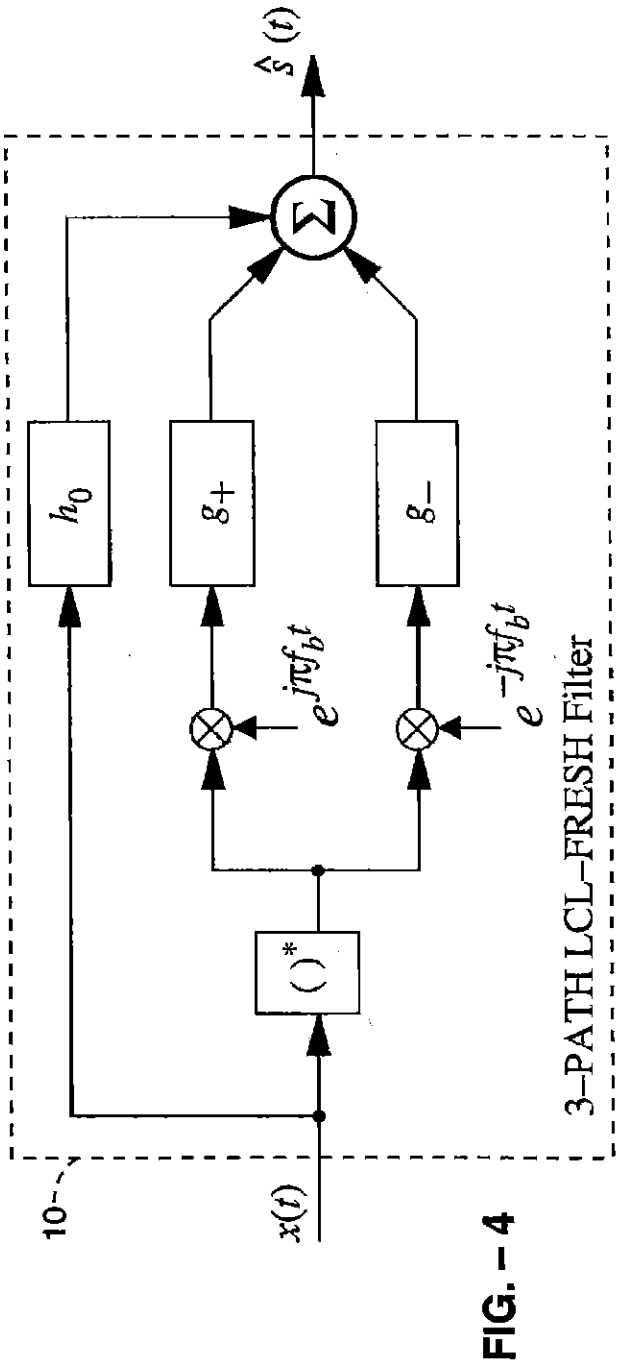 10
x(t)
( )*
h₀
g₊
g₋
e^{jπf_b t}
e^{-jπf_b t}
Σ
ŝ (t)
3–PATH LCL–FRESH Filter
FIG. – 4